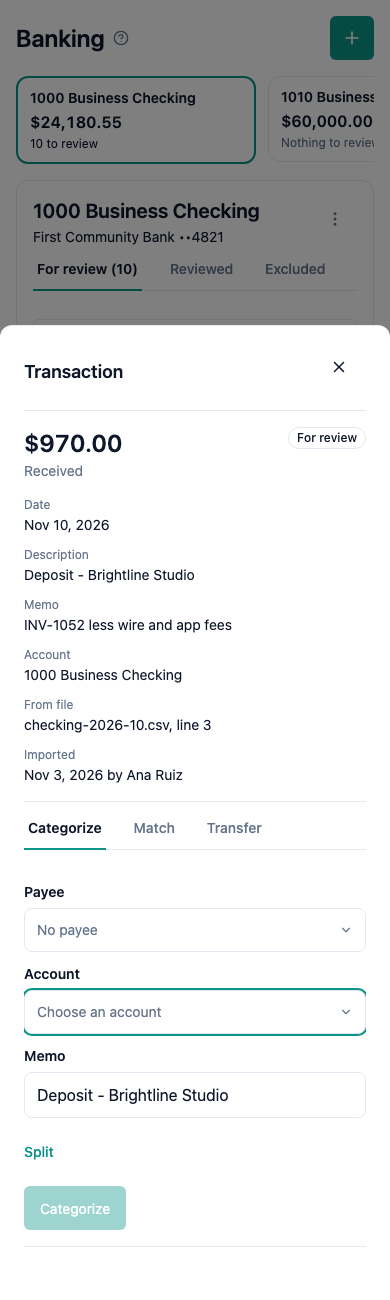 Banking
1000 Business Checking
$24,180.55
10 to review
1010 Business
$60,000.00
Nothing to review
1000 Business Checking
First Community Bank ••4821
For review (10)
Reviewed
Excluded
Transaction
$970.00
For review
Received
Date
Nov 10, 2026
Description
Deposit - Brightline Studio
Memo
INV-1052 less wire and app fees
Account
1000 Business Checking
From file
checking-2026-10.csv, line 3
Imported
Nov 3, 2026 by Ana Ruiz
Categorize
Match
Transfer
Payee
No payee
Account
Choose an account
Memo
Deposit - Brightline Studio
Split
Categorize